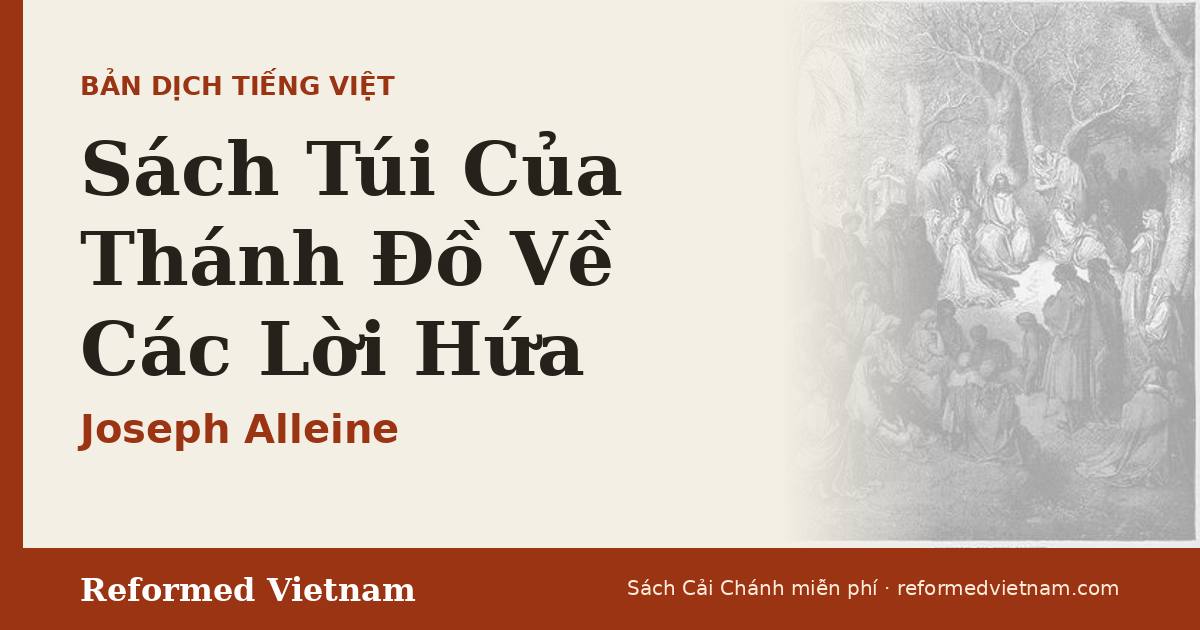 BẢN DỊCH TIẾNG VIỆT
Sách Túi Của
Thánh Đồ Về
Các Lời Hứa
Joseph Alleine
Reformed Vietnam
Sách Cải Chánh miễn phí · reformedvietnam.com